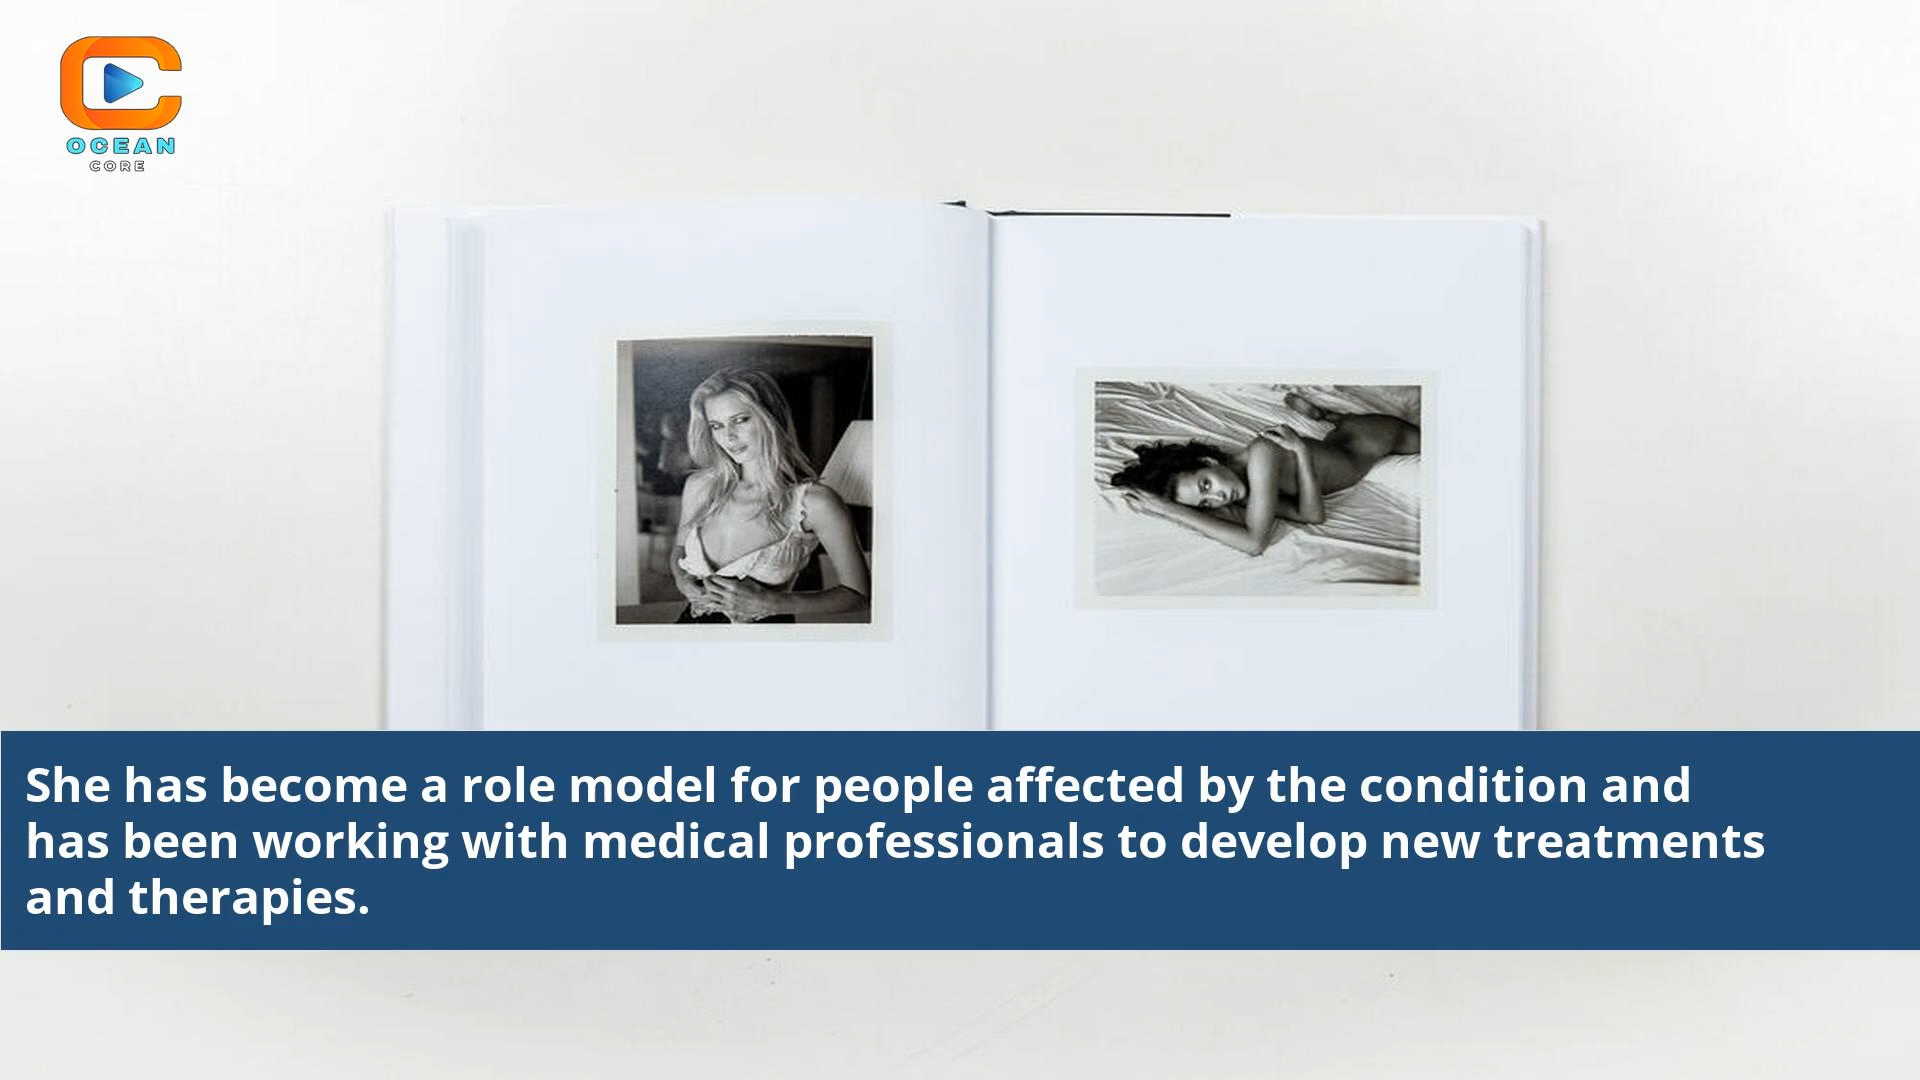 OCEAN
CORE
She has become a role model for people affected by the condition and
has been working with medical professionals to develop new treatments
and therapies.